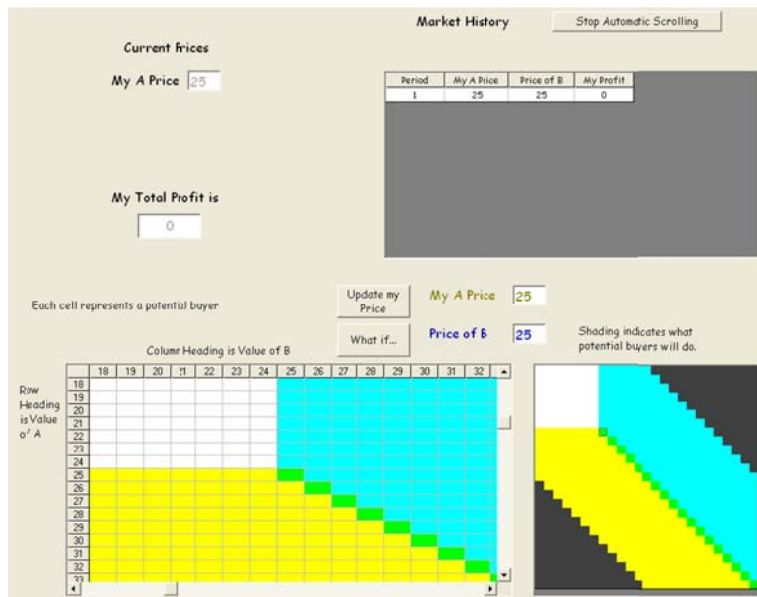 Market History
Stop Automatic Scrolling
Current Prices
My A Price 25
Period My A Price Price of B My Profit
1 25 25 0
My Total Profit is
0
Each cell represents a potential buyer
Update my
Price
My A Price 25
What if...
Price of B 25
Shading indicates what
potential buyers will do.
Column Heading is Value of B
18 19 20 21 22 23 24 25 26 27 28 29 30 31 32
Row
Heading
is Value
of A
18
19
20
21
22
23
24
25
26
27
28
29
30
31
32
33